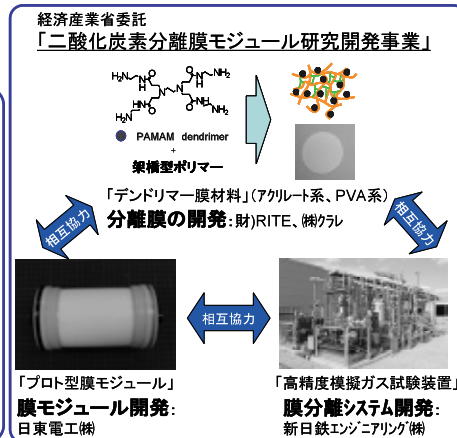 経済産業省委託
「二酸化炭素分離膜モジュール研究開発事業」
H₂N
NH₂
O
O
N
H
N
H
N
N
HN
HN
O
O
H₂N
NH₂
PAMAM dendrimer
+
架橋型ポリマー
「デンドリマー膜材料」(アクリルート系、PVA系)
分離膜の開発:財)RITE、㈱クラレ
相互協力
相互協力
相互協力
「プロト型膜モジュール」
膜モジュール開発:
日東電工㈱
「高精度模擬ガス試験装置」
膜分離システム開発:
新日鉄エンジニアリング㈱